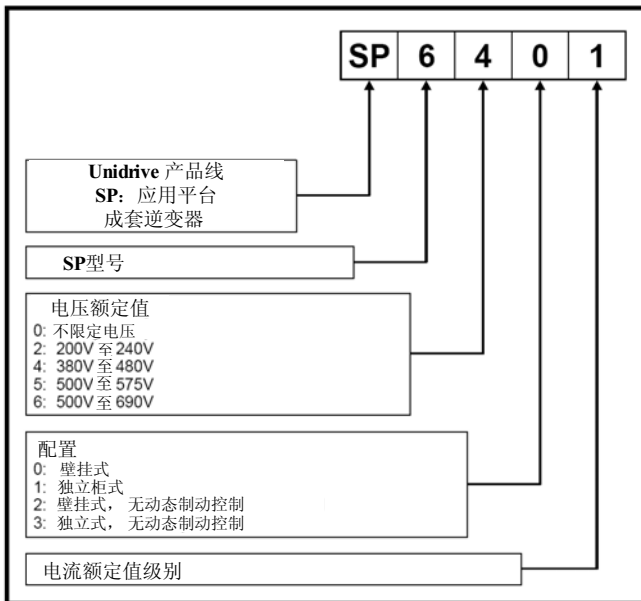 SP 6 4 0 1
Unidrive 产品线
SP：应用平台
成套逆变器
SP型号
电压额定值
0: 不限定电压
2: 200V 至 240V
4: 380V 至 480V
5: 500V 至 575V
6: 500V 至 690V
配置
0: 壁挂式
1: 独立柜式
2: 壁挂式，无动态制动控制
3: 独立式，无动态制动控制
电流额定值级别